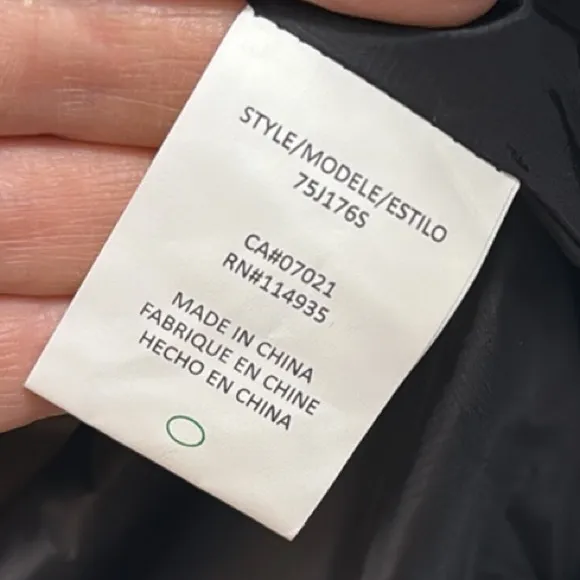 STYLE/MODELE/ESTILO
75J176S
CA#07021
RN#114935
MADE IN CHINA
FABRIQUE EN CHINE
HECHO EN CHINA